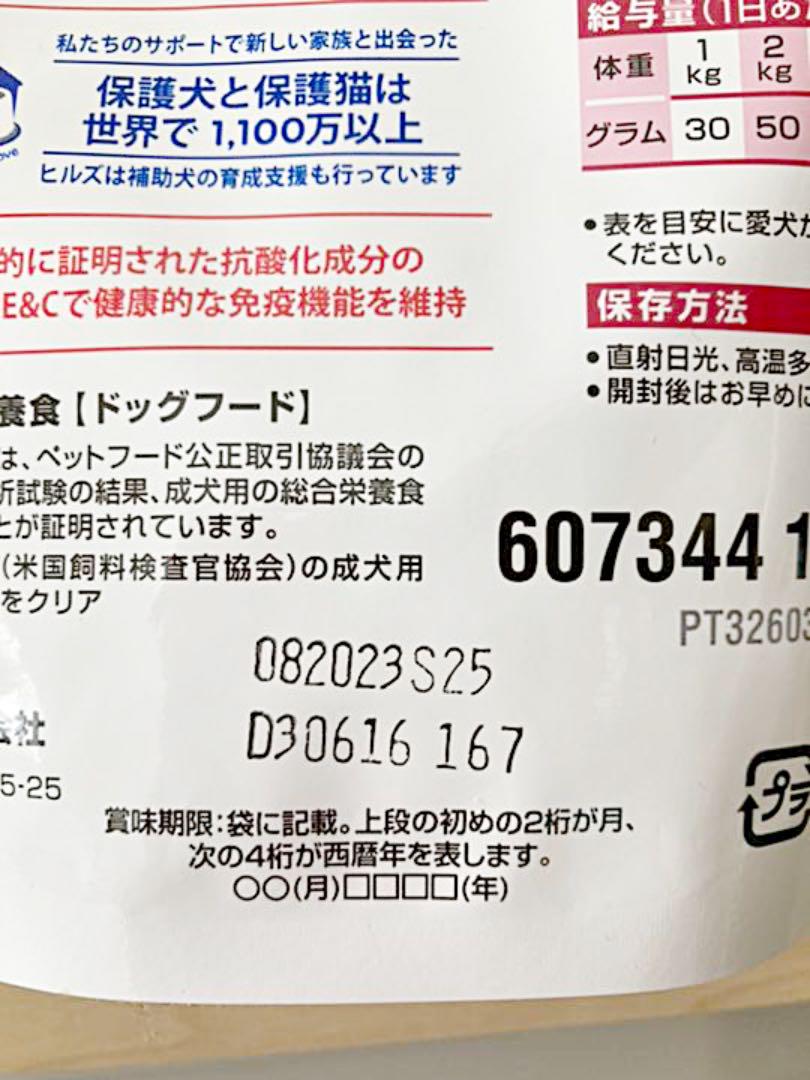 私たちのサポートで新しい家族と出会った
保護犬と保護猫は
世界で1,100万以上
ヒルズは補助犬の育成支援も行っています
的に証明された抗酸化成分の
E&Cで健康的な免疫機能を維持
養食【ドッグフード】
は、ペットフード公正取引協議会の
析試験の結果、成犬用の総合栄養食
とが証明されています。
(米国飼料検査官協会)の成犬用
をクリア
会社
5-25
082023S25
D30616 167
賞味期限:袋に記載。上段の初めの2桁が月、
次の4桁が西暦年を表します。
○○(月)□□□□(年)
給与量(1日あた
体重 1kg 2kg
グラム 30 50
●表を目安に愛犬が
ください。
保存方法
●直射日光、高温多
●開封後はお早めに
607344 1
PT32603
プラ